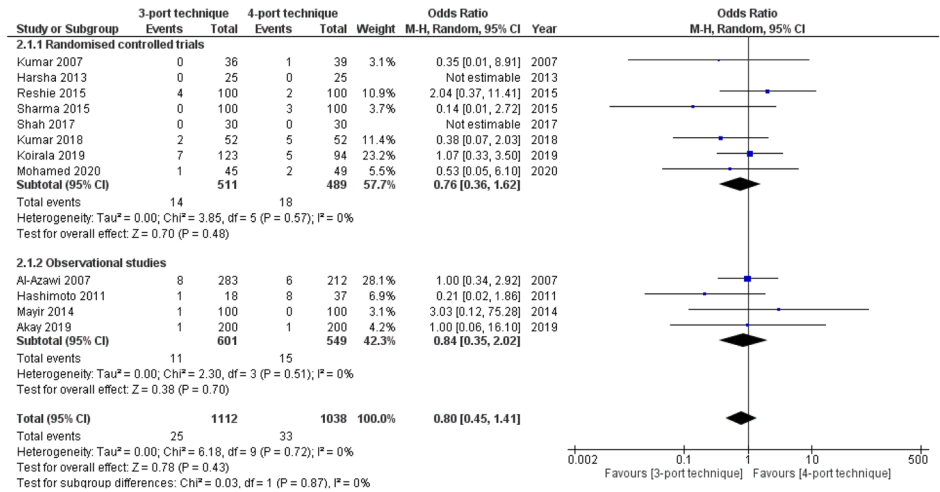 3-port technique 4-port technique Odds Ratio Odds Ratio
Study or Subgroup Events Total Events Total Weight M-H, Random, 95% CI Year M-H, Random, 95% CI
2.1.1 Randomised controlled trials
Kumar 2007 0 36 1 39 3.1% 0.35 [0.01, 8.91] 2007
Harsha 2013 0 25 0 25 Not estimable 2013
Reshie 2015 4 100 2 100 10.9% 2.04 [0.37, 11.41] 2015
Sharma 2015 0 100 3 100 3.7% 0.14 [0.01, 2.72] 2015
Shah 2017 0 30 0 30 Not estimable 2017
Kumar 2018 2 52 5 52 11.4% 0.38 [0.07, 2.03] 2018
Koirala 2019 7 123 5 94 23.2% 1.07 [0.33, 3.50] 2019
Mohamed 2020 1 45 2 49 5.5% 0.53 [0.05, 6.10] 2020
Subtotal (95% CI) 511 489 57.7% 0.76 [0.36, 1.62]
Total events 14 18
Heterogeneity: Tau² = 0.00; Chi² = 3.85, df = 5 (P = 0.57); I² = 0%
Test for overall effect: Z = 0.70 (P = 0.48)
2.1.2 Observational studies
Al-Azawi 2007 8 283 6 212 28.1% 1.00 [0.34, 2.92] 2007
Hashimoto 2011 1 18 8 37 6.9% 0.21 [0.02, 1.86] 2011
Mayir 2014 1 100 0 100 3.1% 3.03 [0.12, 75.28] 2014
Akay 2019 1 200 1 200 4.2% 1.00 [0.06, 16.10] 2019
Subtotal (95% CI) 601 549 42.3% 0.84 [0.35, 2.02]
Total events 11 15
Heterogeneity: Tau² = 0.00; Chi² = 2.30, df = 3 (P = 0.51); I² = 0%
Test for overall effect: Z = 0.38 (P = 0.70)
Total (95% CI) 1112 1038 100.0% 0.80 [0.45, 1.41]
Total events 25 33
Heterogeneity: Tau² = 0.00; Chi² = 6.18, df = 9 (P = 0.72); I² = 0%
Test for overall effect: Z = 0.78 (P = 0.43)
Test for subgroup differences: Chi² = 0.03, df = 1 (P = 0.87), I² = 0%
0.002 0.1 1 10 500
Favours [3-port technique] Favours [4-port technique]